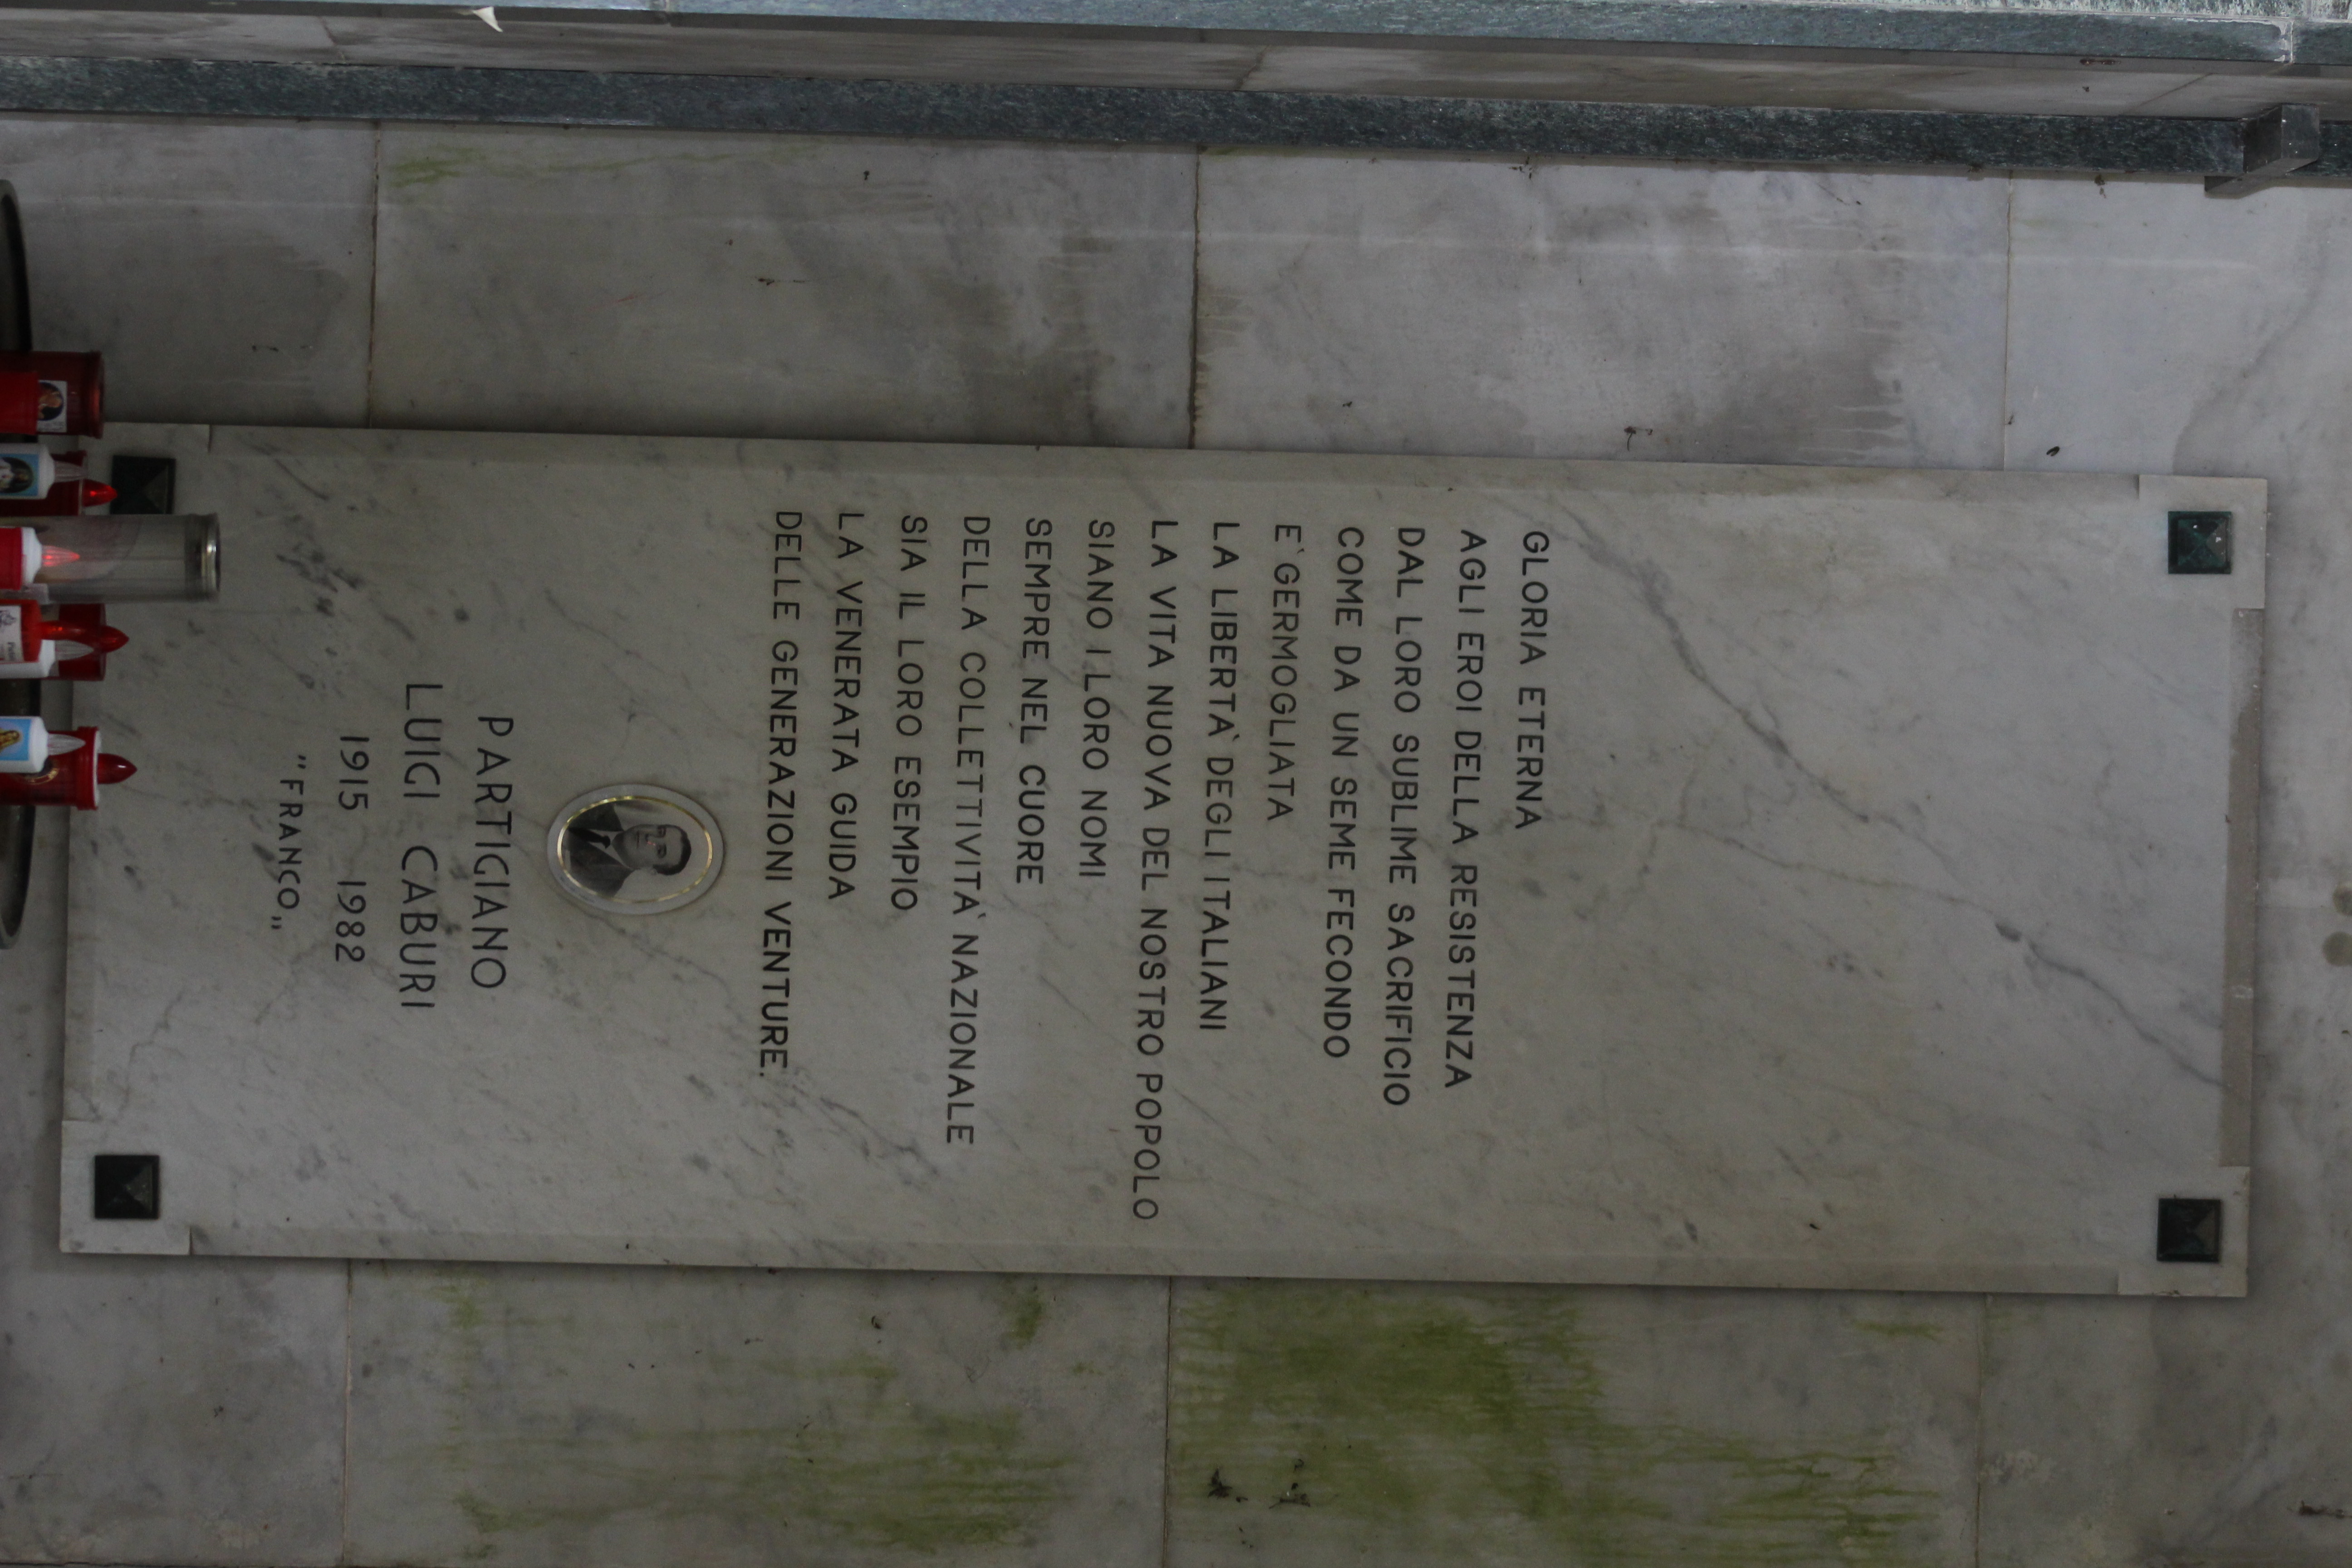 GLORIA ETERNA
AGLI EROI DELLA RESISTENZA
DAL LORO SUBLIME SACRIFICIO
COME DA UN SEME FECONDO
E` GERMOGLIATA
LA LIBERTA` DEGLI ITALIANI
LA VITA NUOVA DEL NOSTRO POPOLO
SIANO I LORO NOMI
SEMPRE NEL CUORE
DELLA COLLETTIVITA` NAZIONALE
SIA IL LORO ESEMPIO
LA VENERATA GUIDA
DELLE GENERAZIONI VENTURE.
PARTIGIANO
LUIGI CABURI
1915 1982
"FRANCO„